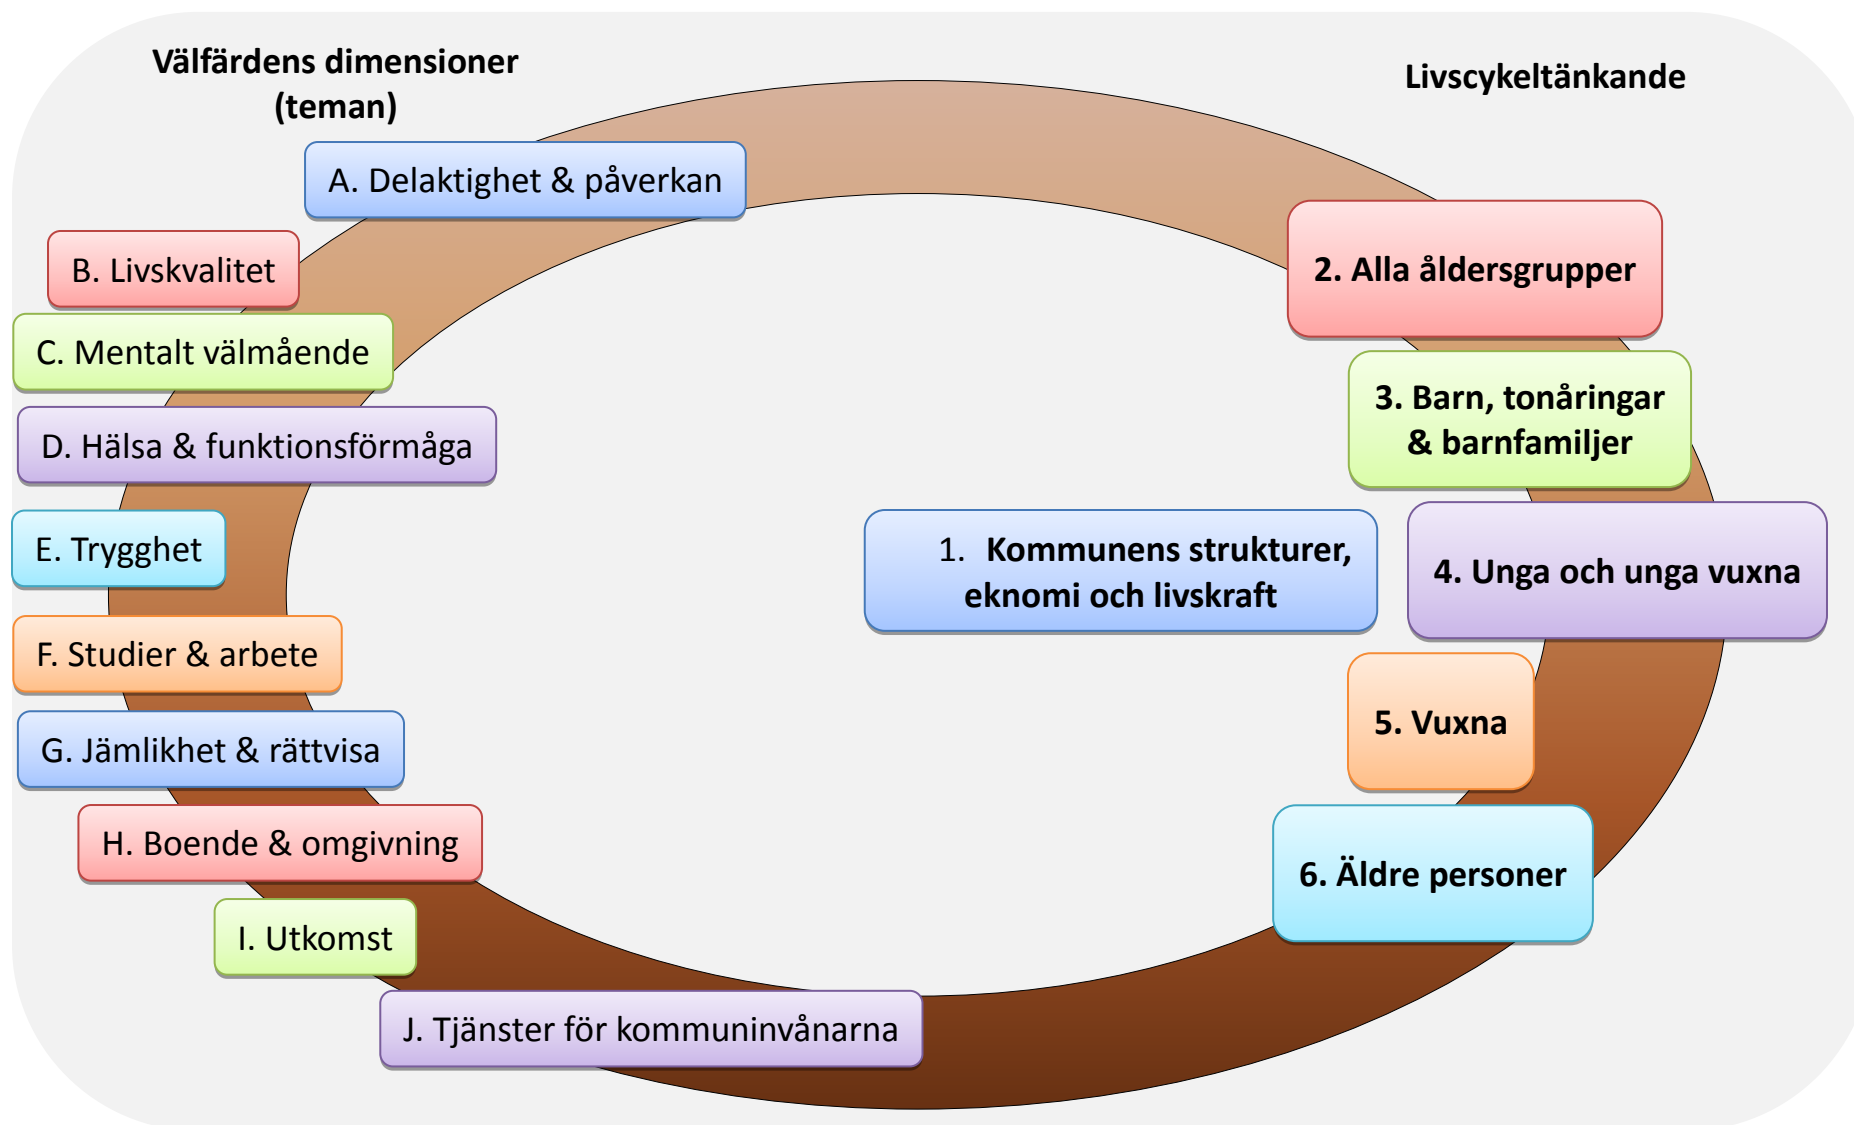 Välfärdens dimensioner
(teman)
A. Delaktighet & påverkan
B. Livskvalitet
C. Mentalt välmående
D. Hälsa & funktionsförmåga
E. Trygghet
F. Studier & arbete
G. Jämlikhet & rättvisa
H. Boende & omgivning
I. Utkomst
J. Tjänster för kommuninvånarna
1. Kommunens strukturer,
eknomi och livskraft
Livscykeltänkande
2. Alla åldersgrupper
3. Barn, tonåringar
& barnfamiljer
4. Unga och unga vuxna
5. Vuxna
6. Äldre personer